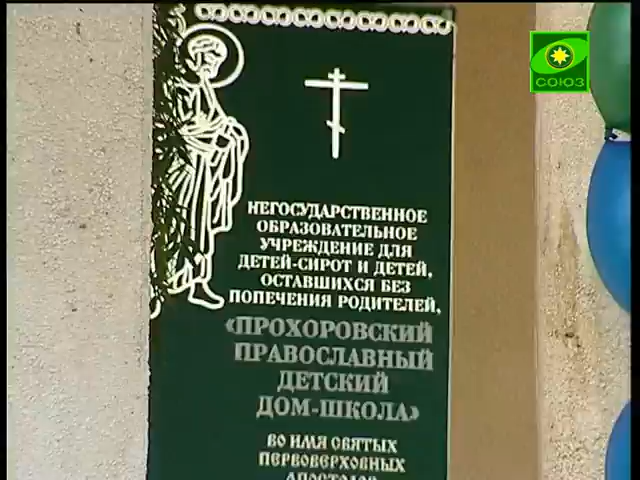 СОЮЗ
НЕГОСУДАРСТВЕННОЕ
ОБРАЗОВАТЕЛЬНОЕ
УЧРЕЖДЕНИЕ ДЛЯ
ДЕТЕЙ-СИРОТ И ДЕТЕЙ,
ОСТАВШИХСЯ БЕЗ
ПОПЕЧЕНИЯ РОДИТЕЛЕЙ,
«ПРОХОРОВСКИЙ
ПРАВОСЛАВНЫЙ
ДЕТСКИЙ
ДОМ-ШКОЛА»
ВО ИМЯ СВЯТЫХ
ПЕРВОВЕРХОВНЫХ
АПОСТОЛОВ